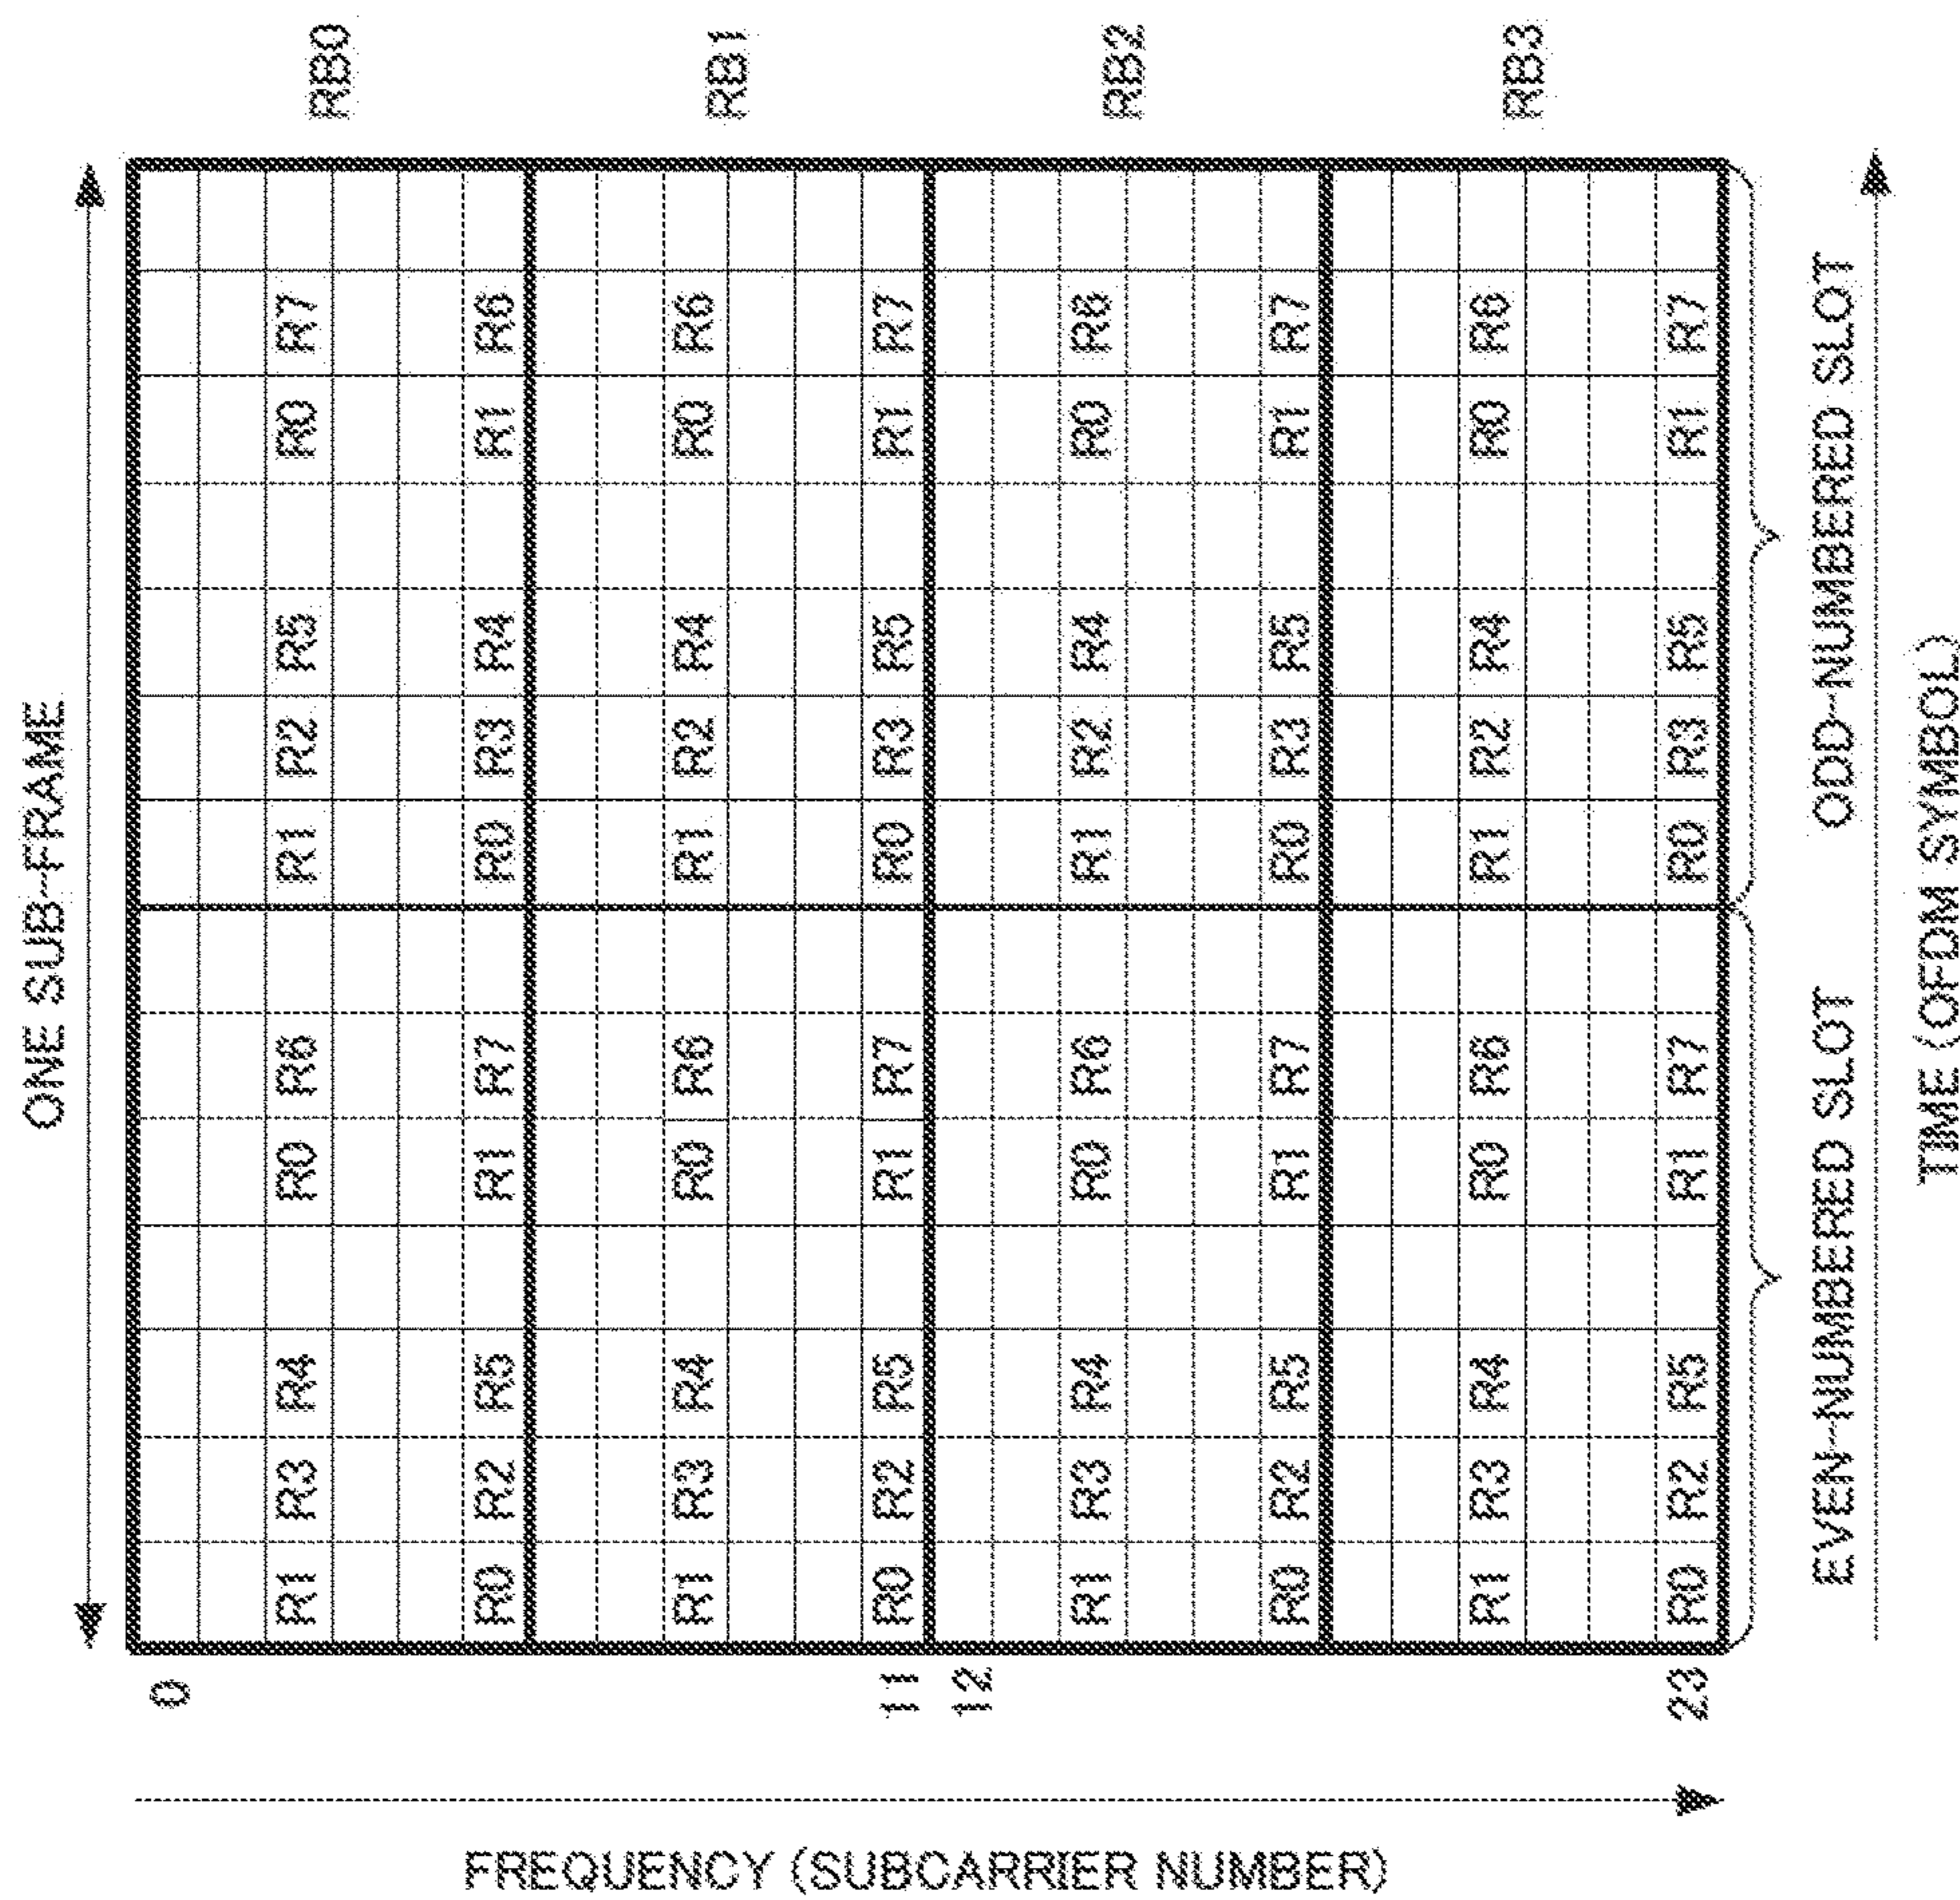 ONE SUB-FRAME
0
R1 R3 R4 R0 R6 R1 R2 R5 R0 R7
RB0
R0 R2 R5 R1 R7 R0 R3 R4 R1 R6
R1 R3 R4 R0 R6 R1 R2 R4 R0 R6
RB1
11 R0 R2 R5 R1 R7 R0 R3 R5 R1 R7
12
R1 R3 R4 R0 R6 R1 R2 R4 R0 R6
RB2
R0 R2 R5 R1 R7 R0 R3 R5 R1 R7
R1 R3 R4 R0 R6 R1 R2 R4 R0 R6
RB3
23 R0 R2 R5 R1 R7 R0 R3 R5 R1 R7
EVEN-NUMBERED SLOT
ODD-NUMBERED SLOT
TIME (OFDM SYMBOL)
FREQUENCY (SUBCARRIER NUMBER)